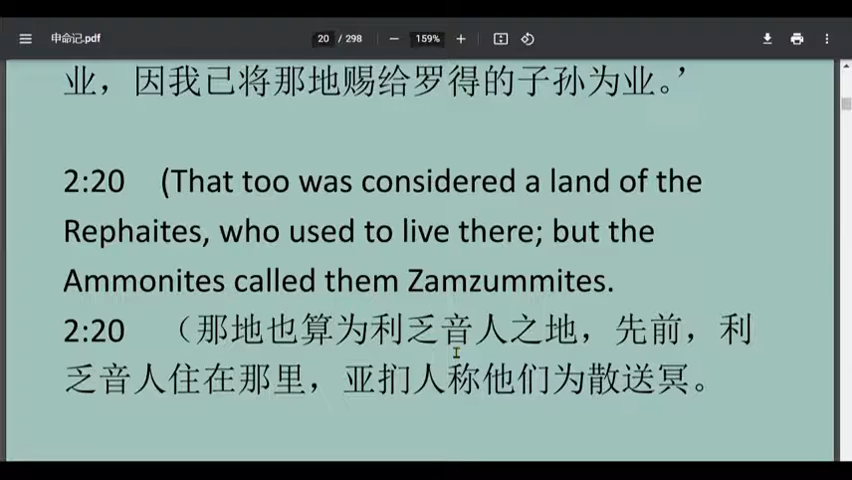 申命记.pdf
20 / 298
159%
业，因我已将那地赐给罗得的子孙为业。’
2:20 (That too was considered a land of the
Rephaites, who used to live there; but the
Ammonites called them Zamzummites.
2:20 （那地也算为利乏音人之地，先前，利
乏音人住在那里，亚扪人称他们为散送冥。